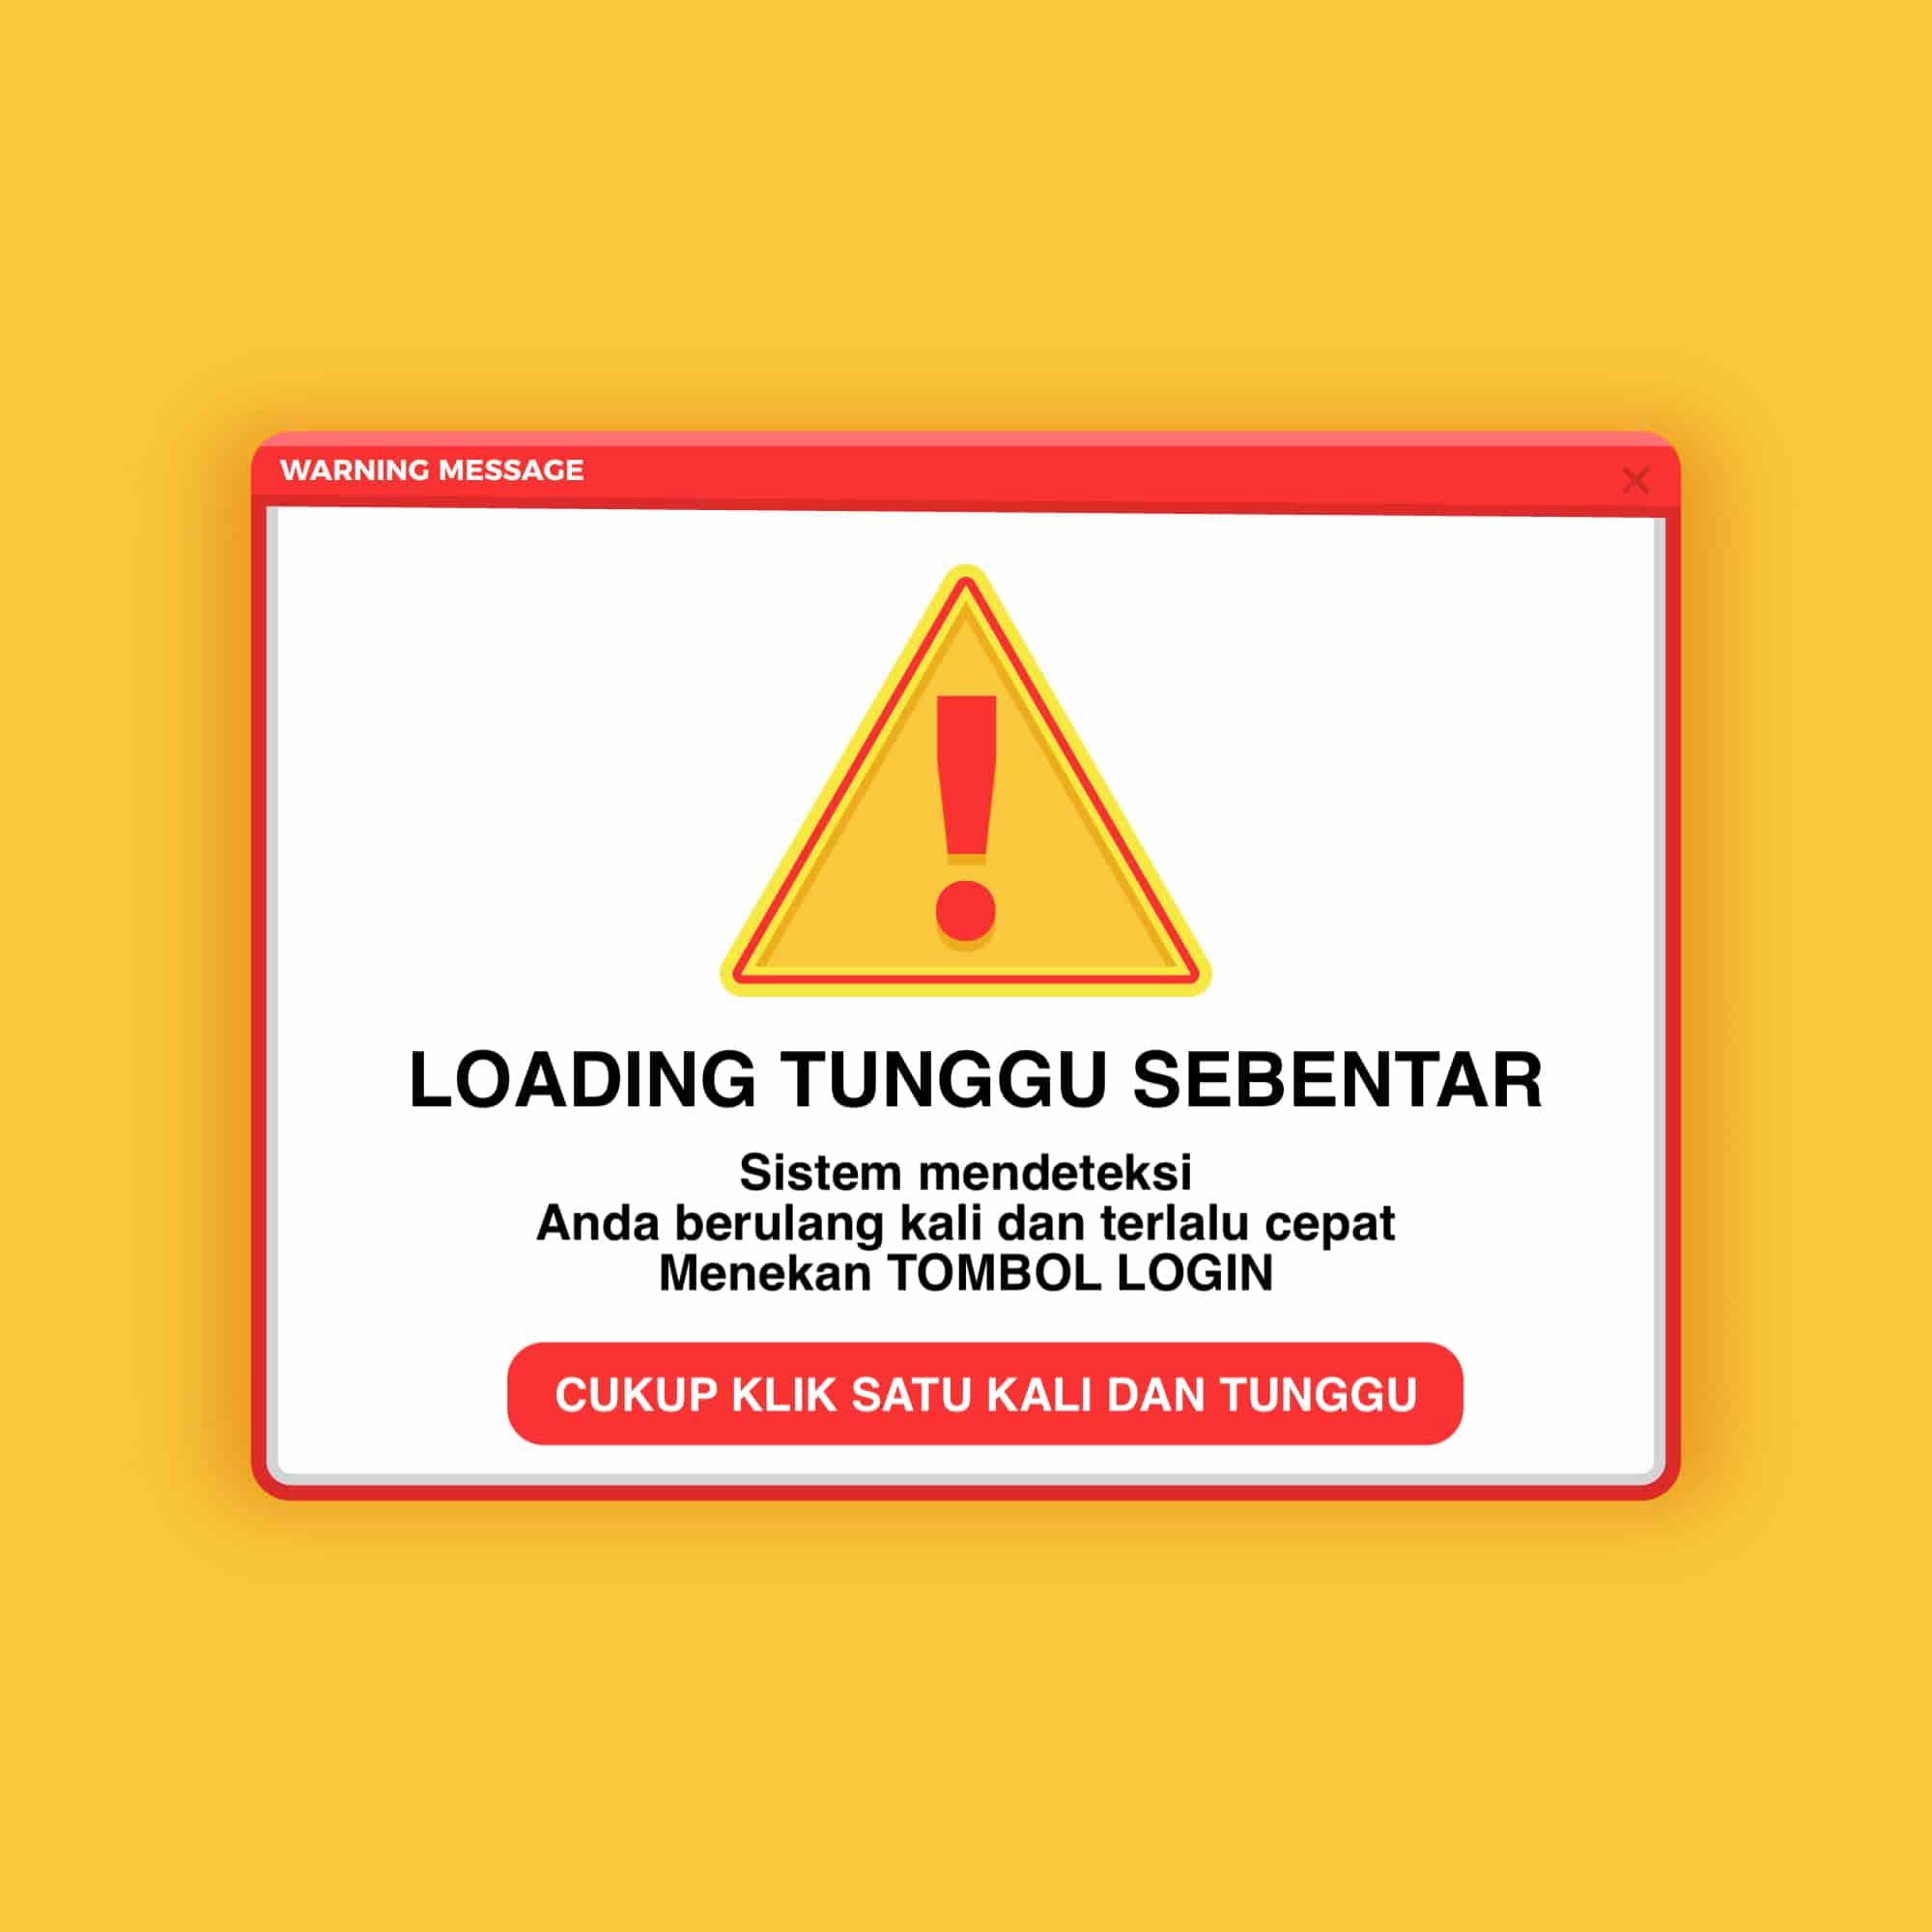 WARNING MESSAGE
LOADING TUNGGU SEBENTAR
Sistem mendeteksi
Anda berulang kali dan terlalu cepat
Menekan TOMBOL LOGIN
CUKUP KLIK SATU KALI DAN TUNGGU